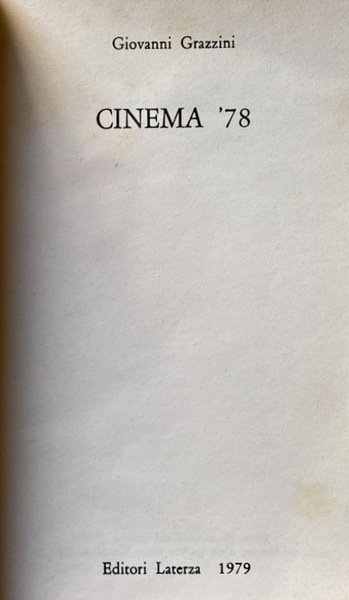 Giovanni Grazzini
CINEMA '78
Editori Laterza 1979